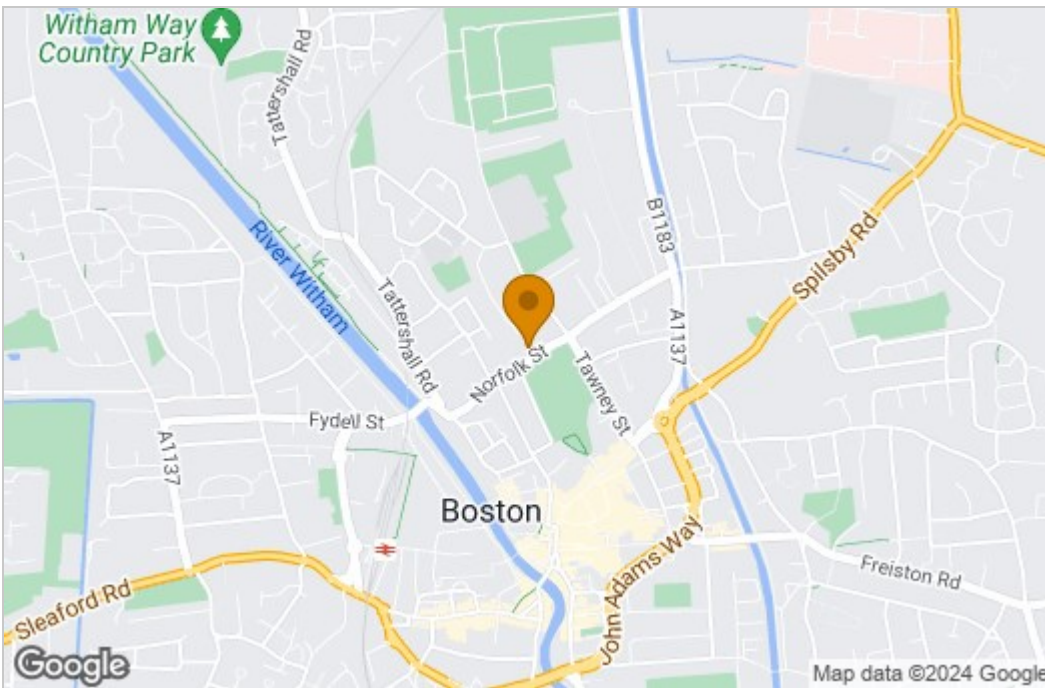 Witham Way
Country Park
Tattershall Rd
River Witham
Tattershall Rd
B1183
Spilsby Rd
A1137
Norfolk St
Tawney St
Fydell St
A1137
Boston
John Adams Way
Freiston Rd
Sleaford Rd
Google
Map data ©2024 Google